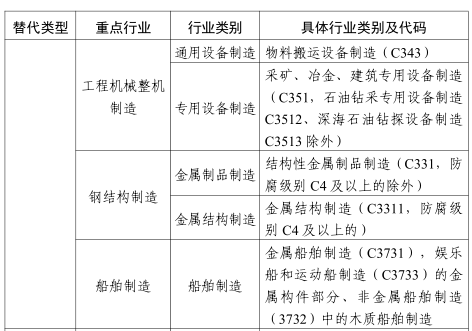 替代类型 重点行业 行业类别 具体行业类别及代码
工程机械整机
制造
通用设备制造 物料搬运设备制造（C343）
专用设备制造
采矿、冶金、建筑专用设备制造
（C351，石油钻采专用设备制造
C3512、深海石油钻探设备制造
C3513 除外）
钢结构制造
金属制品制造
结构性金属制品制造（C331，防
腐级别 C4 及以上的除外）
金属结构制造
金属结构制造（C3311，防腐级
别 C4 及以上的）
船舶制造
船舶制造
金属船舶制造（C3731），娱乐
船和运动船制造（C3733）的金
属构件部分、非金属船舶制造
（3732）中的木质船舶制造